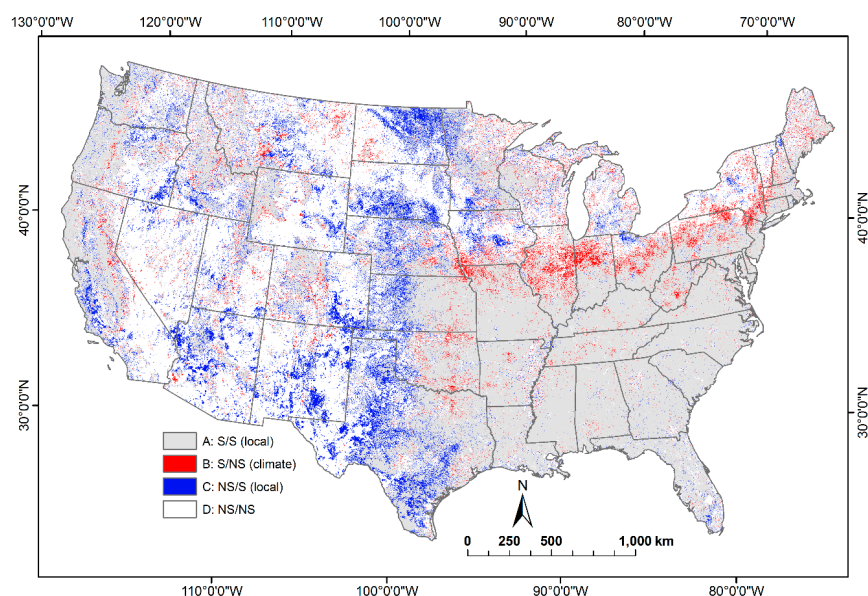 130°0'0"W 120°0'0"W 110°0'0"W 100°0'0"W 90°0'0"W 80°0'0"W 70°0'0"W
40°0'0"N 40°0'0"N
30°0'0"N 30°0'0"N
A: S/S (local)
B: S/NS (climate)
C: NS/S (local)
D: NS/NS
N
0 250 500 1,000 km
110°0'0"W 100°0'0"W 90°0'0"W 80°0'0"W